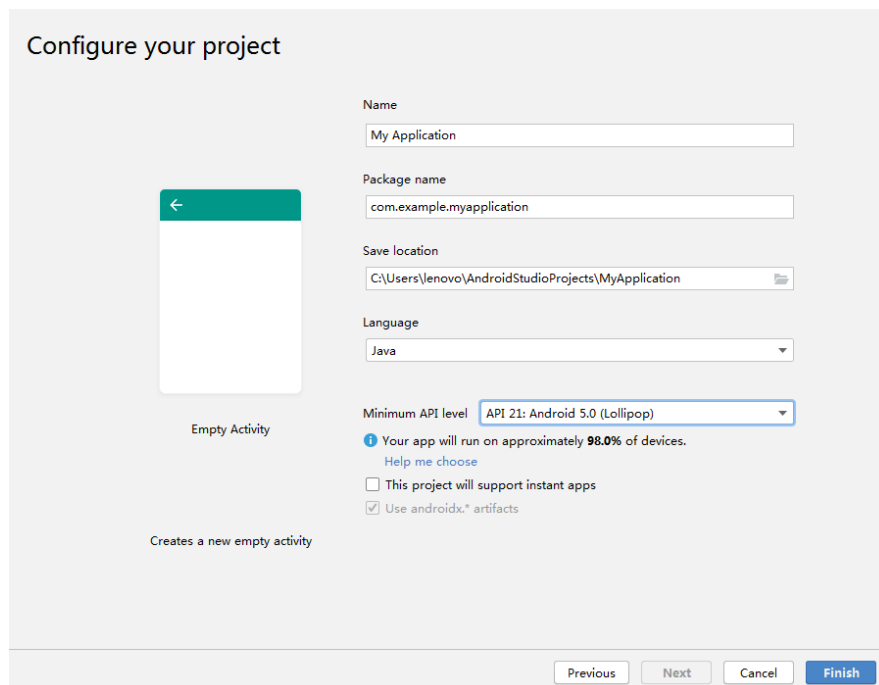 Configure your project
Name
My Application
Package name
com.example.myapplication
Save location
C:\Users\lenovo\AndroidStudioProjects\MyApplication
Language
Java
Minimum API level API 21: Android 5.0 (Lollipop)
Your app will run on approximately 98.0% of devices.
Help me choose
This project will support instant apps
Use androidx.* artifacts
Empty Activity
Creates a new empty activity
Previous Next Cancel Finish